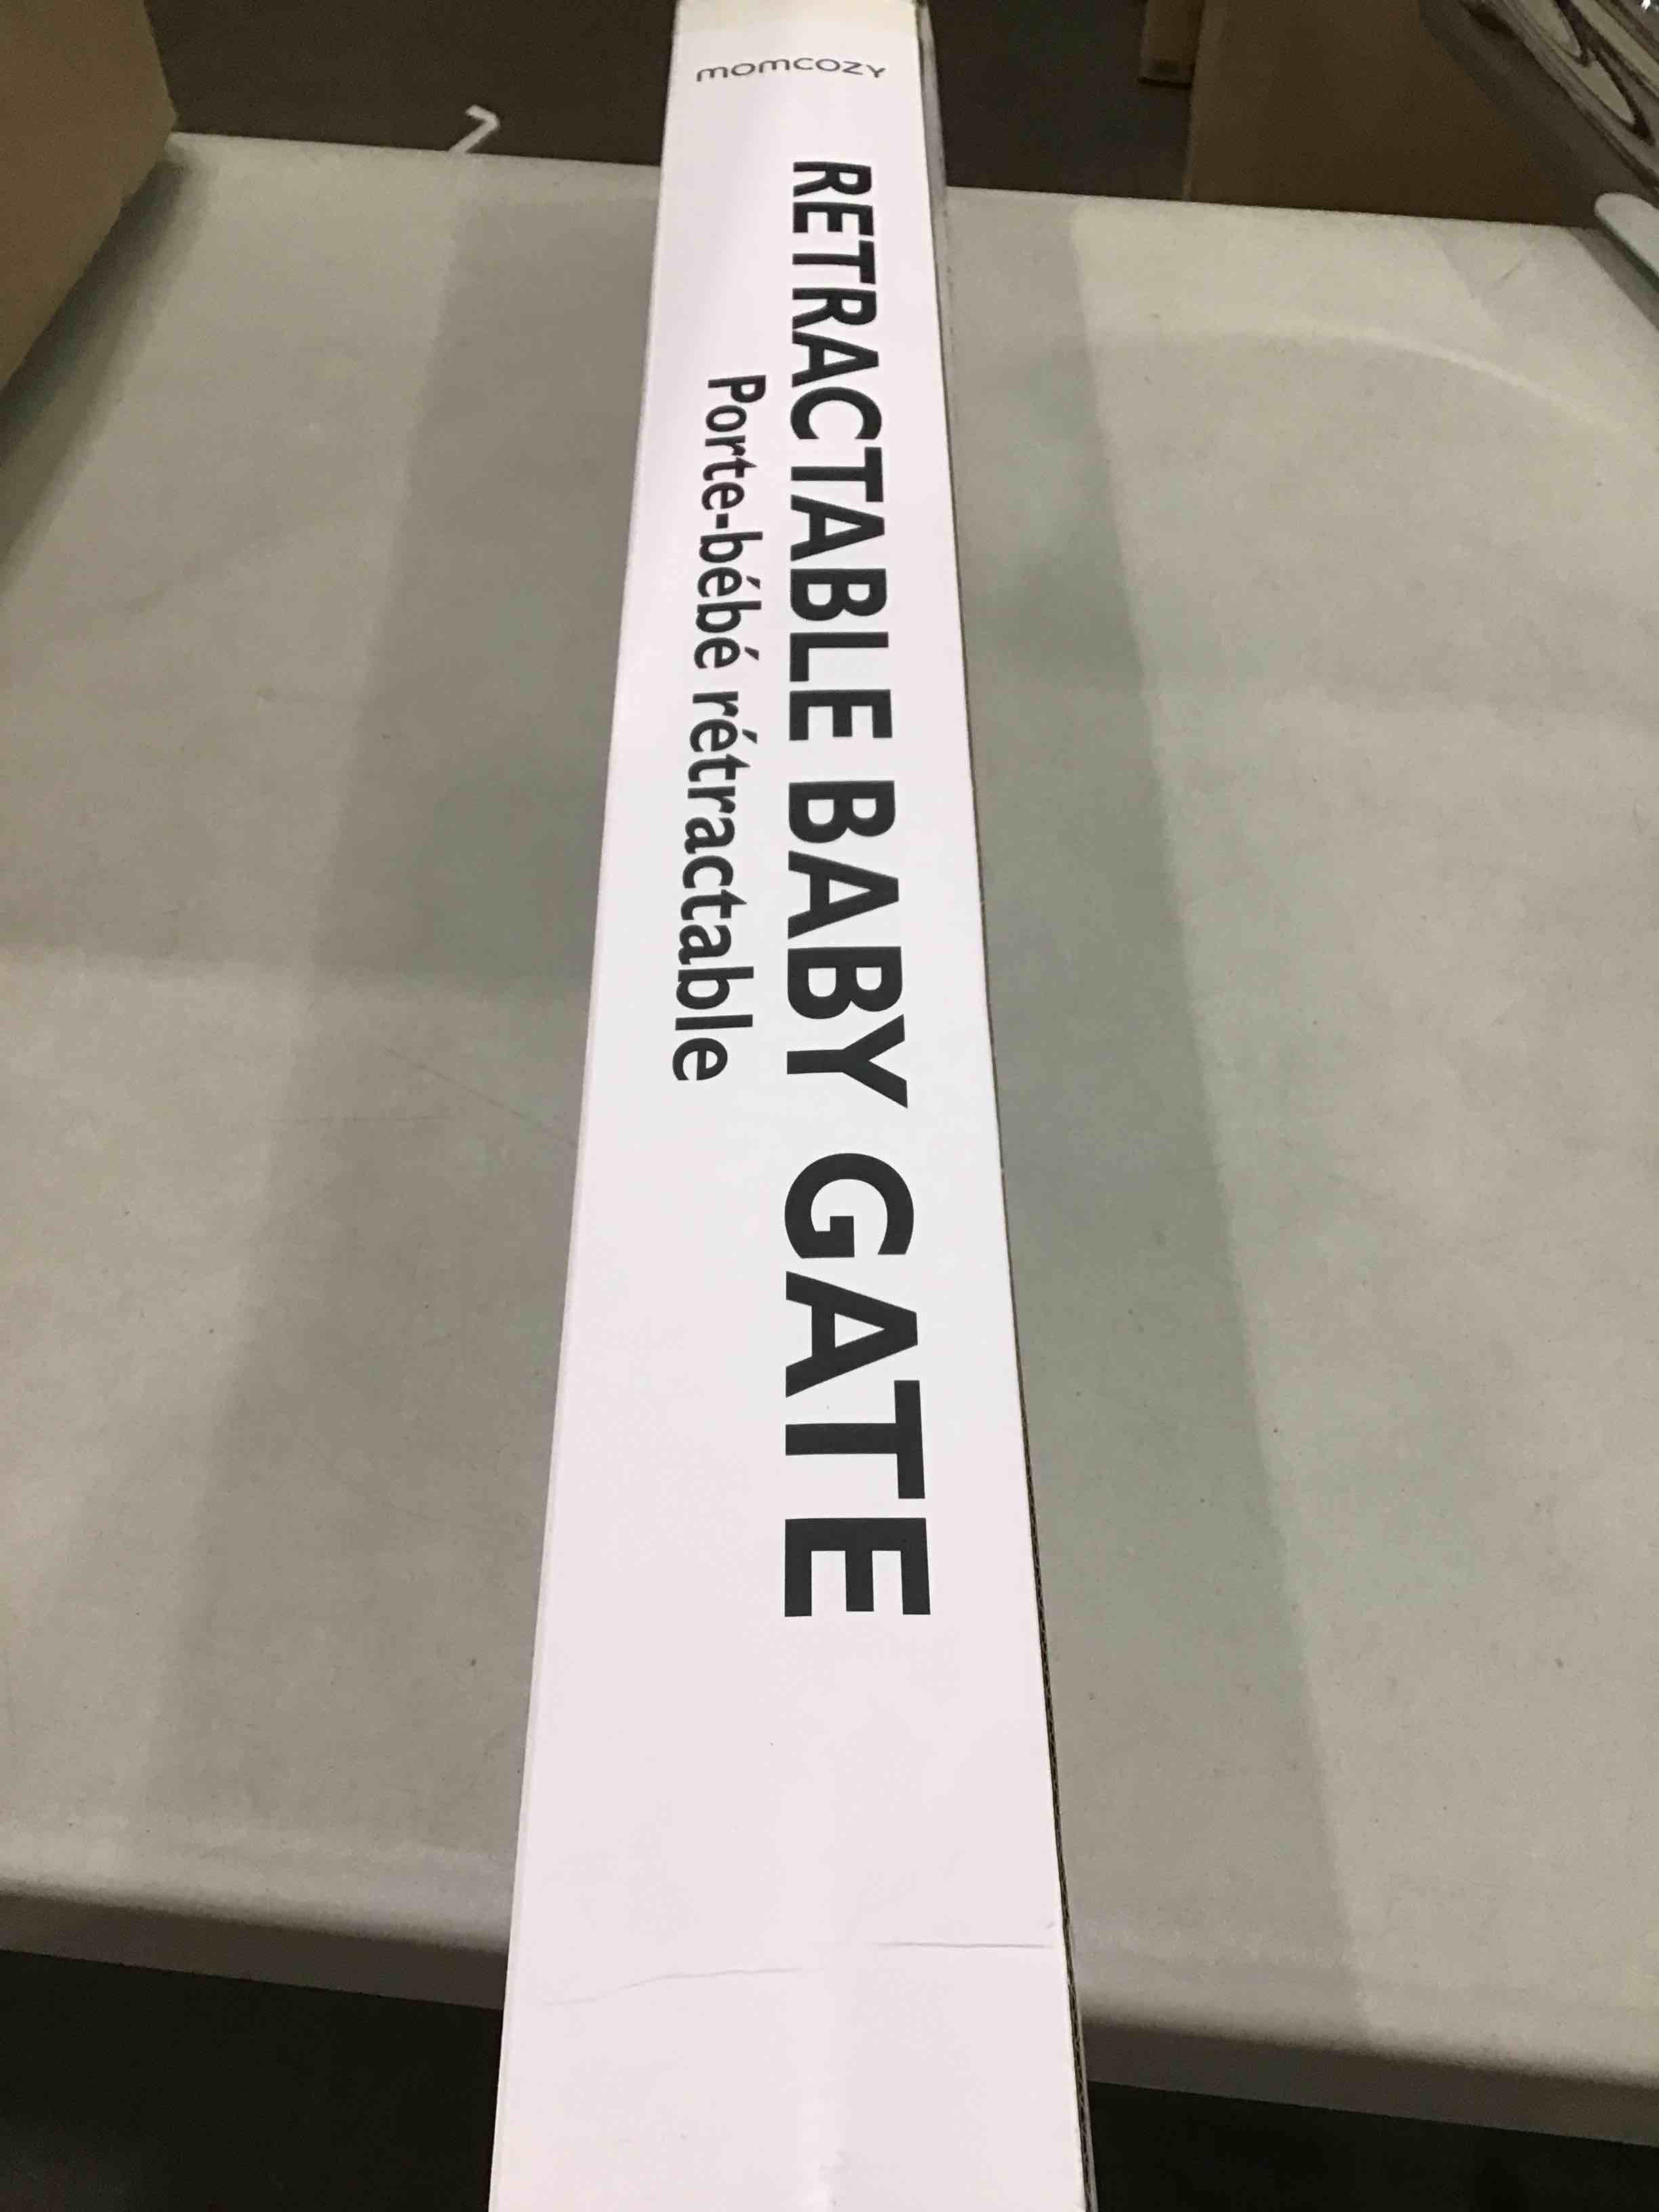 momcozy
RETRACTABLE BABY GATE
Porte-bébé rétractable